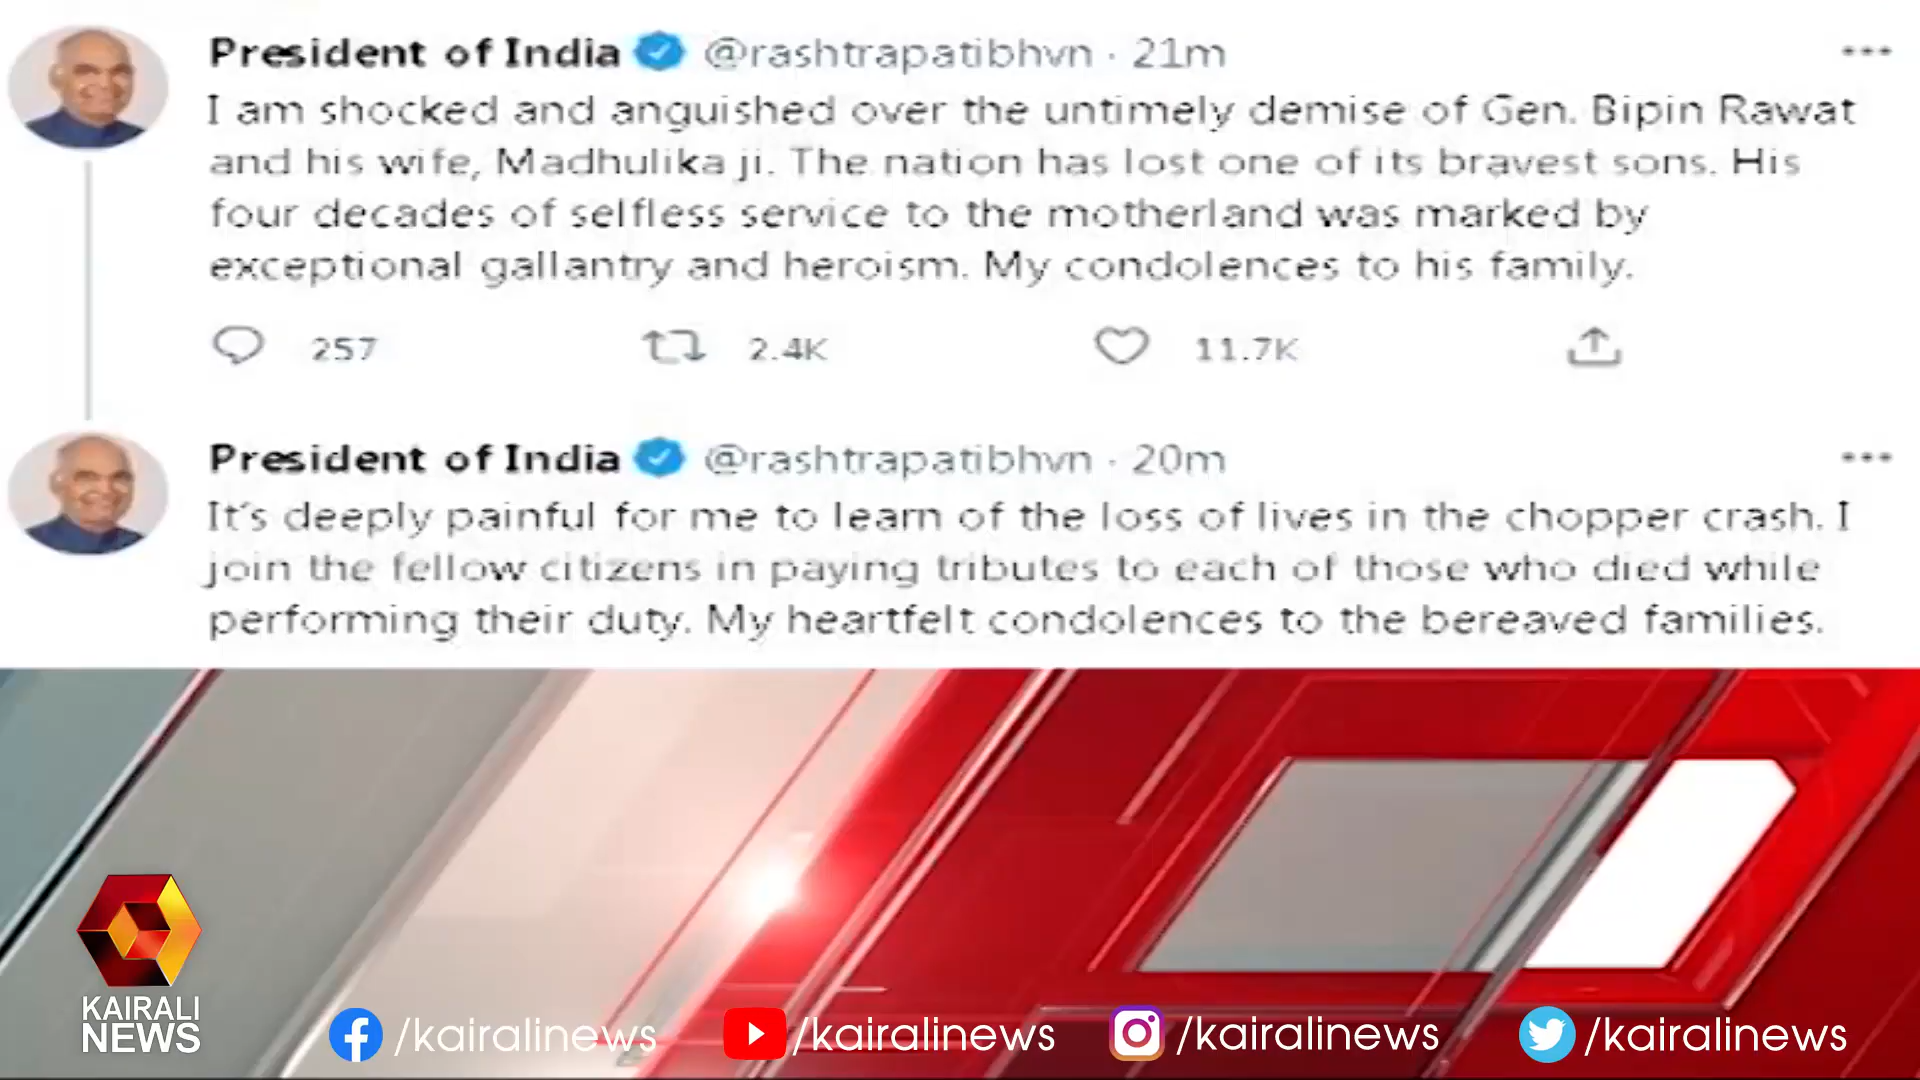 President of India @rashtrapatibhvn · 21m
I am shocked and anguished over the untimely demise of Gen. Bipin Rawat
and his wife, Madhulika ji. The nation has lost one of its bravest sons. His
four decades of selfless service to the motherland was marked by
exceptional gallantry and heroism. My condolences to his family.
257 2.4K 11.7K
President of India @rashtrapatibhvn · 20m
It's deeply painful for me to learn of the loss of lives in the chopper crash. I
join the fellow citizens in paying tributes to each of those who died while
performing their duty. My heartfelt condolences to the bereaved families.
KAIRALI
NEWS
/kairalinews /kairalinews /kairalinews /kairalinews